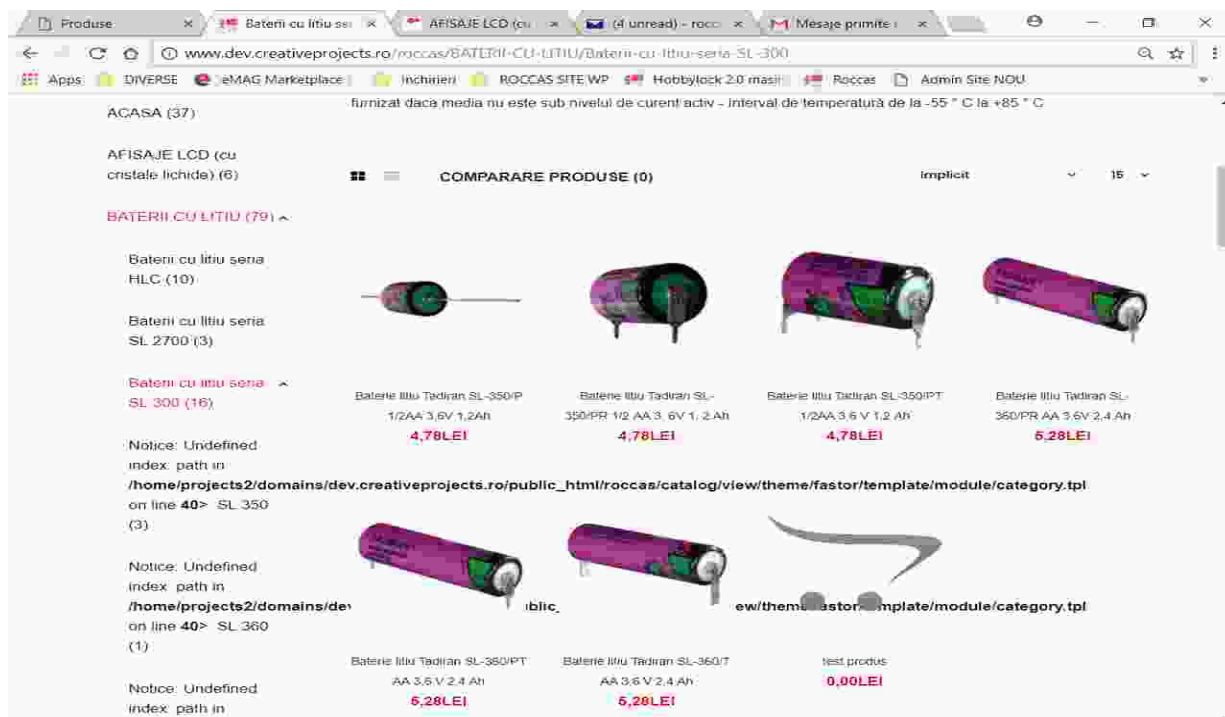 Produse
Baterii cu litiu se
AFISAJE LCD (cu
(4 unread) - rocc
Mesaje primite
www.dev.creativeprojects.ro/roccas/BATERII-CU-LITIU/Baterii-cu-litiu-seria-SL-300
Apps DIVERSE eMAG Marketplace Inchirieri ROCCAS SITE WP Hobbylock 2.0 masin Roccas Admin Site NOU
furnizat daca media nu este sub nivelul de curent activ - interval de temperatură de la -55 ° C la +85 ° C
ACASA (37)
AFISAJE LCD (cu
cristale lichide) (6)
COMPARARE PRODUSE (0)
Implicit
15
BATERII CU LITIU (79)
Baterii cu litiu seria
HLC (10)
Baterii cu litiu seria
SL 2700 (3)
Baterii cu litiu seria
SL 300 (16)
Baterie litiu Tadiran SL-350/P
1/2AA 3,6V 1,2Ah
4,78LEI
Baterie litiu Tadiran SL-
350/PR 1/2 AA 3, 6V 1, 2 Ah
4,78LEI
Baterie litiu Tadiran SL-350/PT
1/2AA 3,6 V 1,2 Ah
4,78LEI
Baterie litiu Tadiran SL-
360/PR AA 3,6V 2,4 Ah
5,28LEI
Notice: Undefined
index: path in
/home/projects2/domains/dev.creativeprojects.ro/public_html/roccas/catalog/view/theme/fastor/template/module/category.tpl
on line 40> SL 350
(3)
Notice: Undefined
index: path in
/home/projects2/domains/dev
ublic_
ew/theme/fastor/template/module/category.tpl
on line 40> SL 360
(1)
Baterie litiu Tadiran SL-360/PT
AA 3,6 V 2,4 Ah
5,28LEI
Baterie litiu Tadiran SL-360/T
AA 3,6 V 2,4 Ah
5,28LEI
test produs
0,00LEI
Notice: Undefined
index: path in